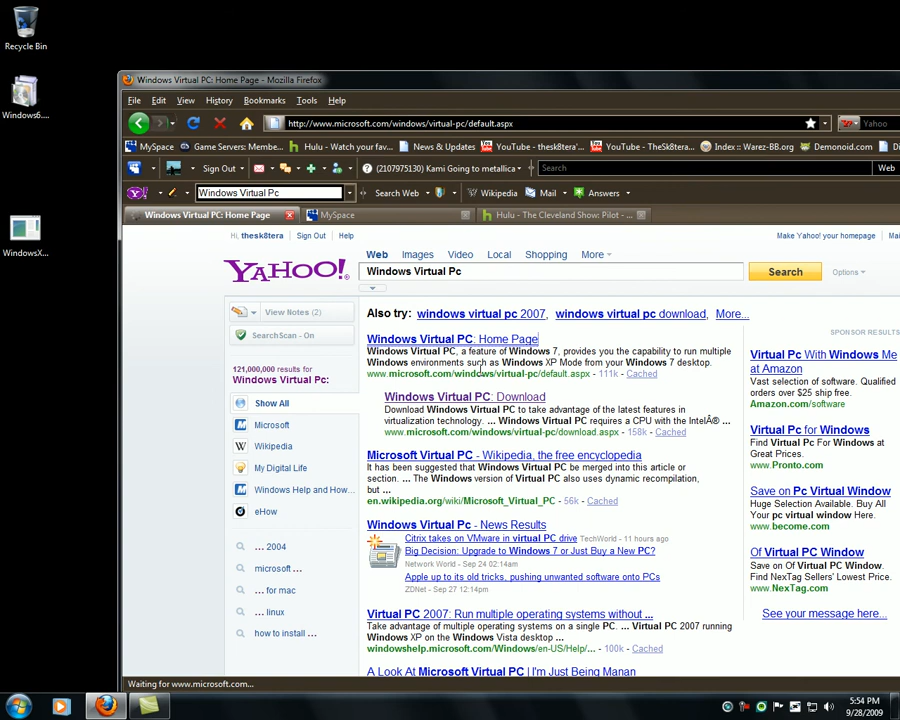 Recycle Bin
Windows6....
WindowsX...
Windows Virtual PC: Home Page - Mozilla Firefox
File Edit View History Bookmarks Tools Help
http://www.microsoft.com/windows/virtual-pc/default.aspx
Yahoo
MySpace Game Servers: Membe... Hulu - Watch your fav... News & Updates YouTube - thesk8tera'... YouTube - TheSk8tera... Index :: Warez-BB.org Demonoid.com
Sign Out (2107975130) Kami Going to metallica Search Web
Windows Virtual Pc Search Web Wikipedia Mail Answers
Windows Virtual PC: Home Page MySpace Hulu - The Cleveland Show: Pilot - ...
Hi, thesk8tera Sign Out Help Make Yahoo! your homepage
Web Images Video Local Shopping More
YAHOO!
Windows Virtual Pc
Search
Options
View Notes (2)
SearchScan - On
121,000,000 results for
Windows Virtual Pc:
Show All
Microsoft
Wikipedia
My Digital Life
Windows Help and How...
eHow
... 2004
microsoft ...
... for mac
... linux
how to install ...
Also try: windows virtual pc 2007, windows virtual pc download, More...
Windows Virtual PC: Home Page
Windows Virtual PC, a feature of Windows 7, provides you the capability to run multiple
Windows environments such as Windows XP Mode from your Windows 7 desktop.
www.microsoft.com/windows/virtual-pc/default.aspx - 111k - Cached
Windows Virtual PC: Download
Download Windows Virtual PC to take advantage of the latest features in
virtualization technology. ... Windows Virtual PC requires a CPU with the IntelÂ® ...
www.microsoft.com/windows/virtual-pc/download.aspx - 158k - Cached
Microsoft Virtual PC - Wikipedia, the free encyclopedia
It has been suggested that Windows Virtual PC be merged into this article or
section. ... The Windows version of Virtual PC also uses dynamic recompilation,
but ...
en.wikipedia.org/wiki/Microsoft_Virtual_PC - 56k - Cached
Windows Virtual PC - News Results
Citrix takes on VMware in virtual PC drive TechWorld - 11 hours ago
Big Decision: Upgrade to Windows 7 or Just Buy a New PC?
Network World - Sep 24 02:14am
Apple up to its old tricks, pushing unwanted software onto PCs
ZDNet - Sep 27 12:14pm
Virtual PC 2007: Run multiple operating systems without ...
Take advantage of multiple operating systems on a single PC. ... Virtual PC 2007 running
Windows XP on the Windows Vista desktop ...
windowshelp.microsoft.com/Windows/en-US/Help/... - 100k - Cached
A Look At Microsoft Virtual PC | I'm Just Being Manan
SPONSOR RESULTS
Virtual Pc With Windows Me
at Amazon
Vast selection of software. Qualified
orders over $25 ship free.
Amazon.com/software
Virtual Pc for Windows
Find Virtual Pc For Windows at
Great Prices.
www.Pronto.com
Save on Pc Virtual Window
Huge Selection Available. Buy All
Your pc virtual window Here.
www.become.com
Of Virtual PC Window
Save on Of Virtual PC Window.
Find NexTag Sellers' Lowest Price.
www.NexTag.com
See your message here...
Waiting for www.microsoft.com...
5:54 PM
9/28/2009